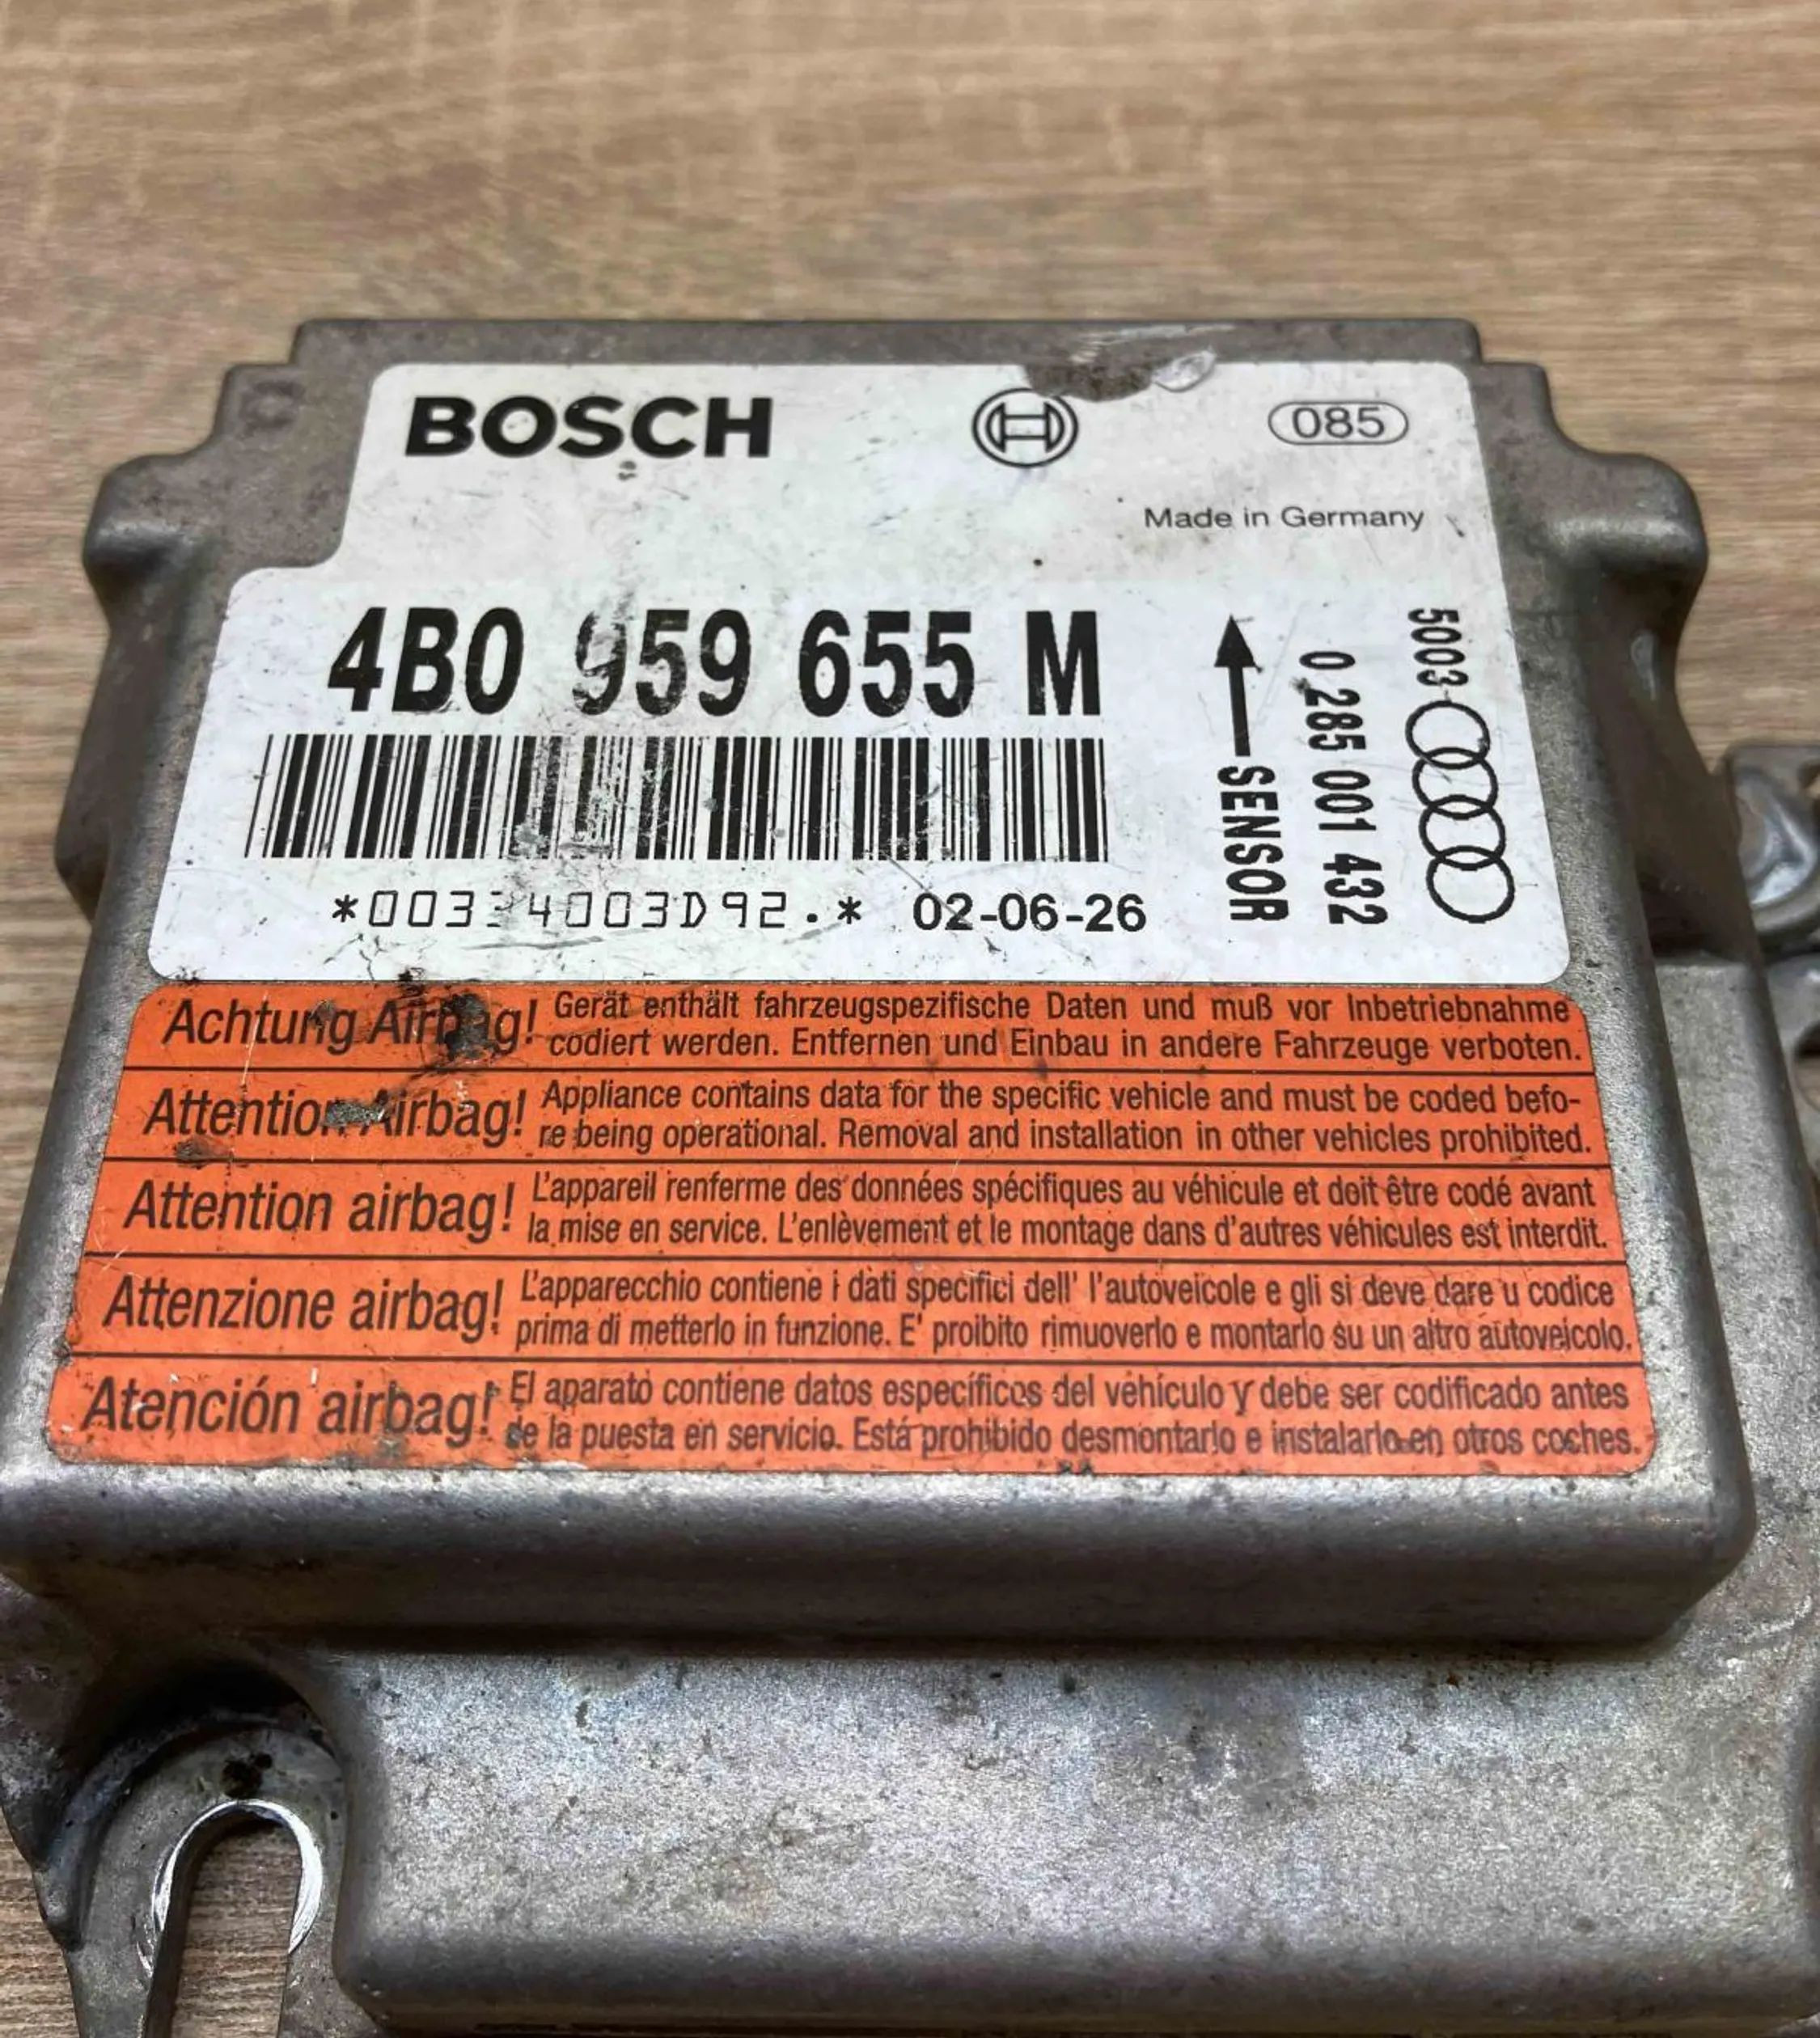 BOSCH
085
Made in Germany
4B0 959 655 M
02-06-26
SENSOR
0 285 001 432
5003
Achtung Airbag! Gerät enthält fahrzeugspezifische Daten und muß vor Inbetriebnahme
codiert werden. Entfernen und Einbau in andere Fahrzeuge verboten.
Attention Airbag! Appliance contains data for the specific vehicle and must be coded befo-
re being operational. Removal and installation in other vehicles prohibited.
Attention airbag! L'appareil renferme des données spécifiques au véhicule et doit être codé avant
la mise en service. L'enlèvement et le montage dans d'autres véhicules est interdit.
Attenzione airbag! L'apparecchio contiene i dati specifici dell' l'autoveicole e gli si deve dare u codice
prima di metterlo in funzione. E' proibito rimuoverlo e montarlo su un altro autoveicolo.
Atención airbag! El aparato contiene datos específicos del vehículo y debe ser codificado antes
de la puesta en servicio. Está prohibido desmontarlo e instalarlo en otros coches.